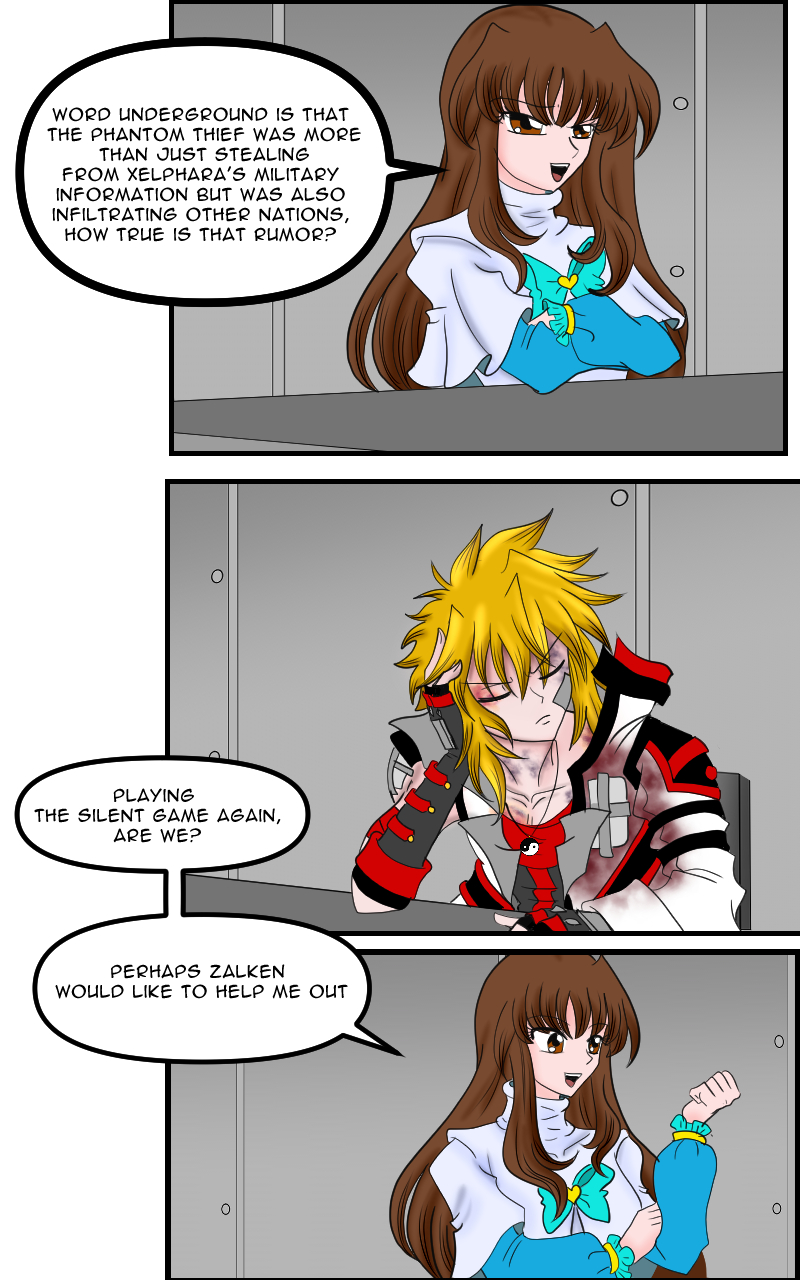 WORD UNDERGROUND IS THAT
THE PHANTOM THIEF WAS MORE
THAN JUST STEALING
FROM XELPHARA'S MILITARY
INFORMATION BUT WAS ALSO
INFILTRATING OTHER NATIONS,
HOW TRUE IS THAT RUMOR?
PLAYING
THE SILENT GAME AGAIN,
ARE WE?
PERHAPS ZALKEN
WOULD LIKE TO HELP ME OUT